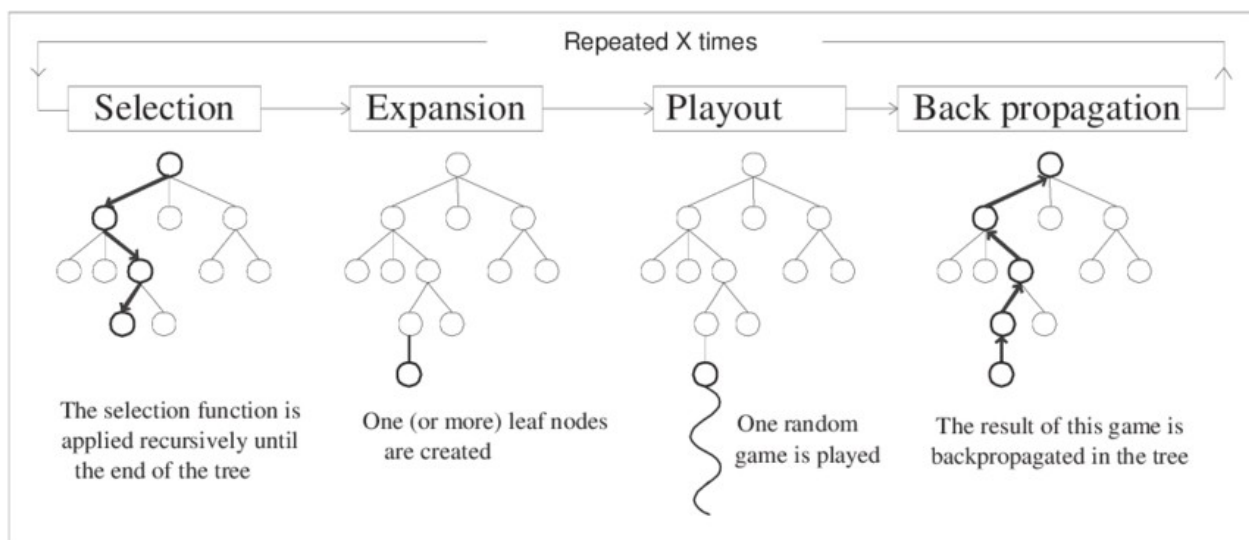 Repeated X times
Selection
Expansion
Playout
Back propagation
The selection function is
applied recursively until
the end of the tree
One (or more) leaf nodes
are created
One random
game is played
The result of this game is
backpropagated in the tree